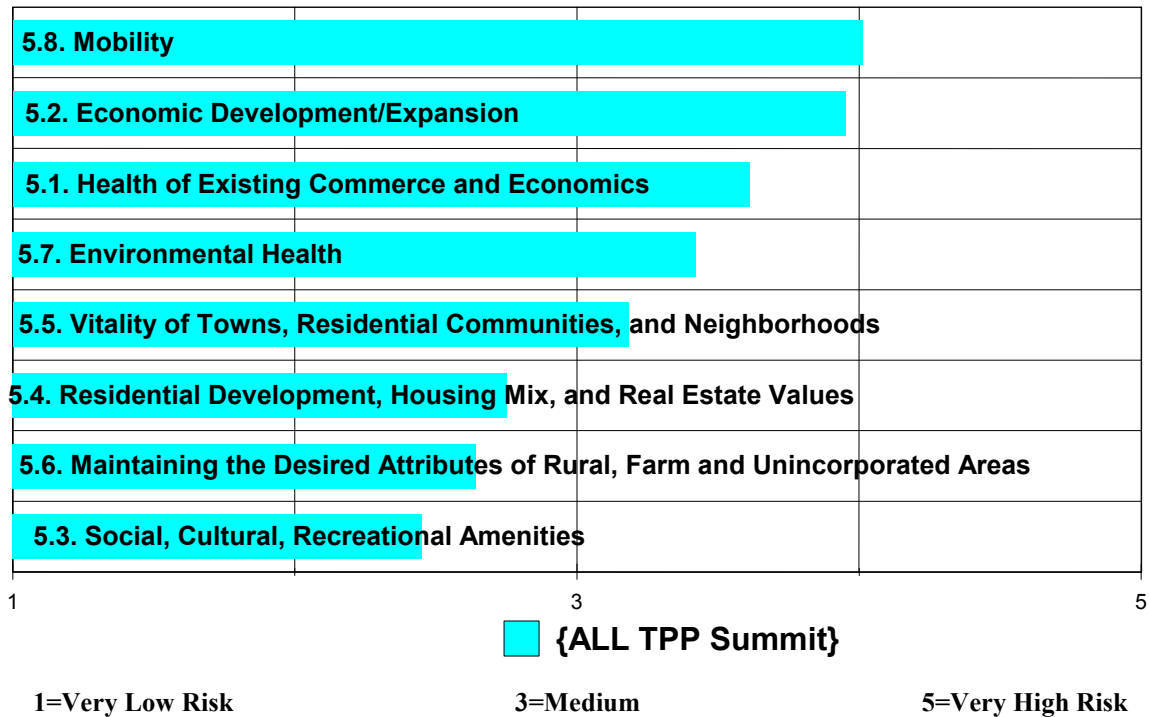 5.8. Mobility
5.2. Economic Development/Expansion
5.1. Health of Existing Commerce and Economics
5.7. Environmental Health
5.5. Vitality of Towns, Residential Communities, and Neighborhoods
5.4. Residential Development, Housing Mix, and Real Estate Values
5.6. Maintaining the Desired Attributes of Rural, Farm and Unincorporated Areas
5.3. Social, Cultural, Recreational Amenities
1 3 5
{ALL TPP Summit}
1=Very Low Risk 3=Medium 5=Very High Risk